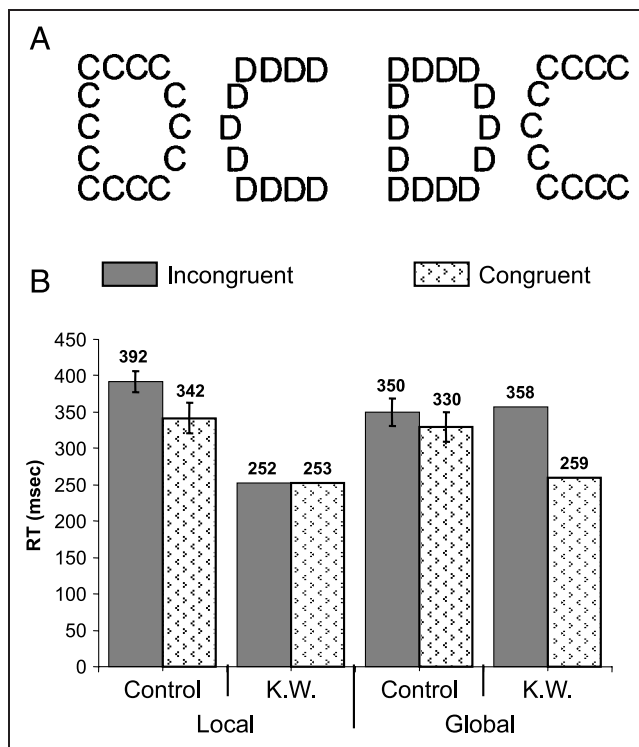 A
CCCC DDDD DDDD CCCC
C C D D D C
C C D D D C
C C D D D C
CCCC DDDD DDDD CCCC
Incongruent Congruent
B
450
400
350
300
250
200
150
100
50
0
RT (msec)
392
342
252 253
350
330
358
259
Control K.W. Control K.W.
Local Global